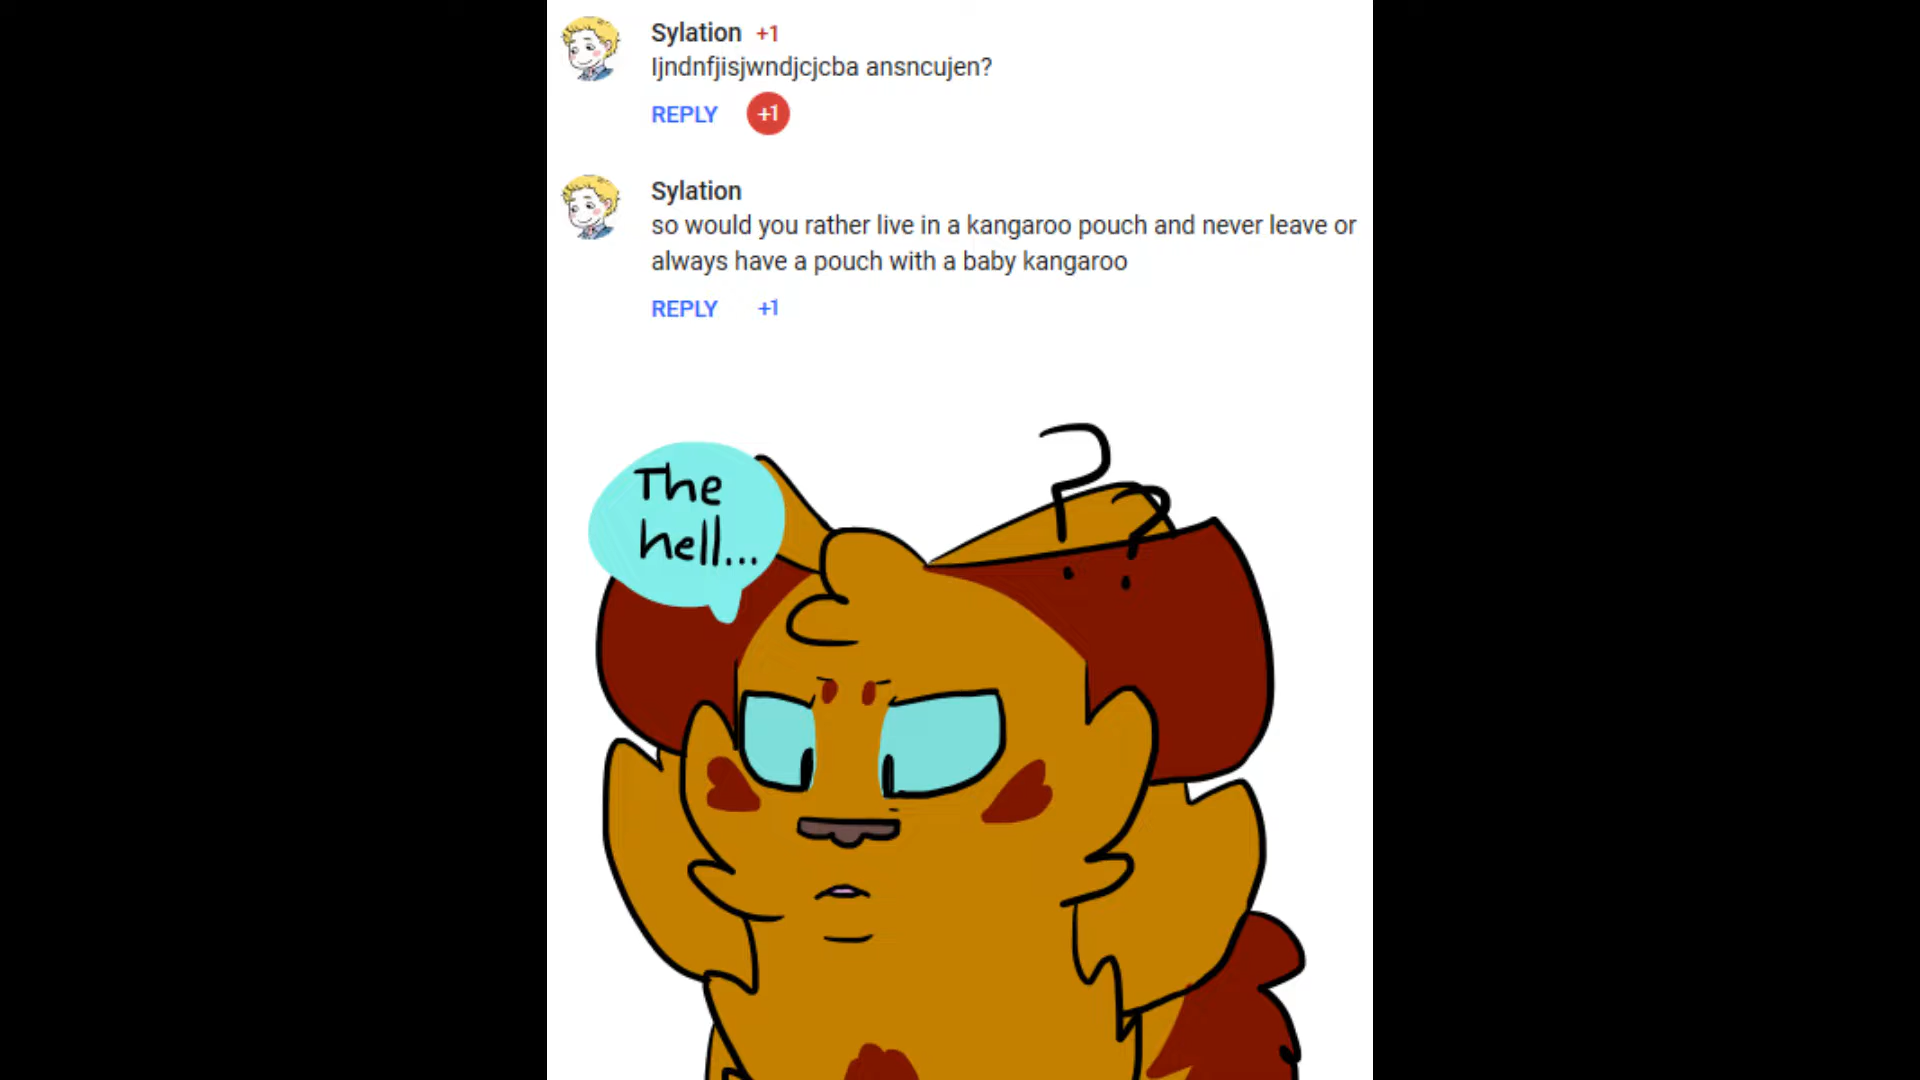 Sylation +1
Ijndnfjisjwndjcjcba ansncujen?
REPLY +1
Sylation
so would you rather live in a kangaroo pouch and never leave or
always have a pouch with a baby kangaroo
REPLY +1
The
hell...
? ?